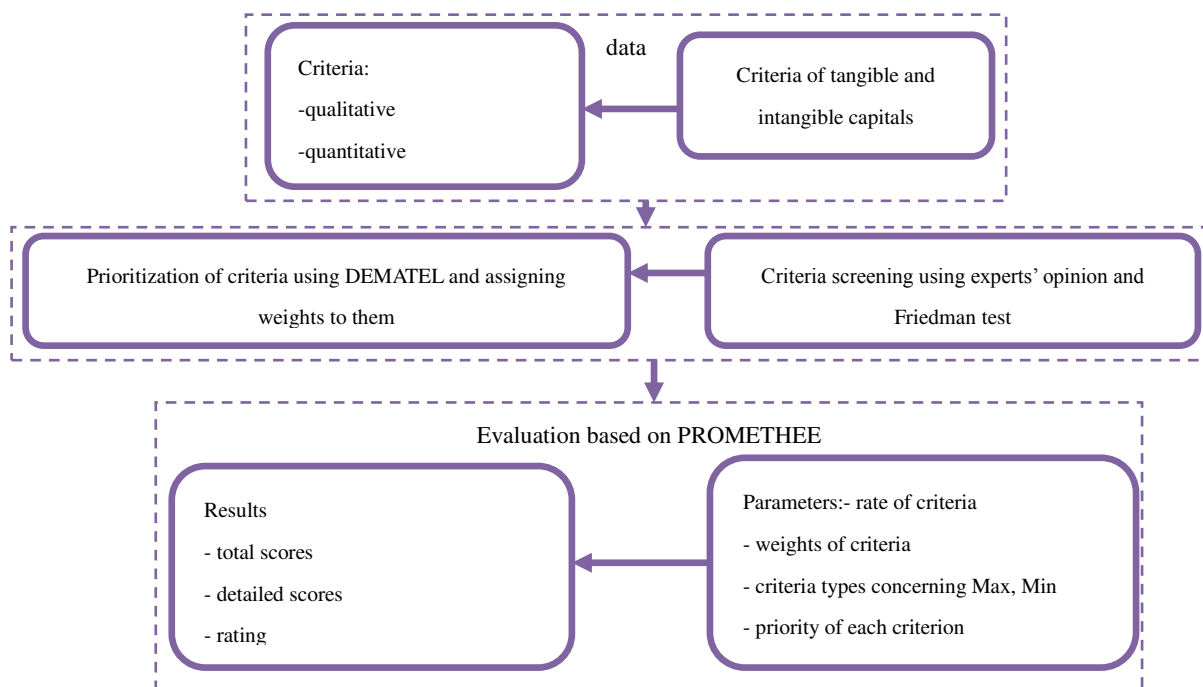 data
Criteria:
-qualitative
-quantitative
Criteria of tangible and
intangible capitals
Prioritization of criteria using DEMATEL and assigning
weights to them
Criteria screening using experts’ opinion and
Friedman test
Evaluation based on PROMETHEE
Results
- total scores
- detailed scores
- rating
Parameters:- rate of criteria
- weights of criteria
- criteria types concerning Max, Min
- priority of each criterion